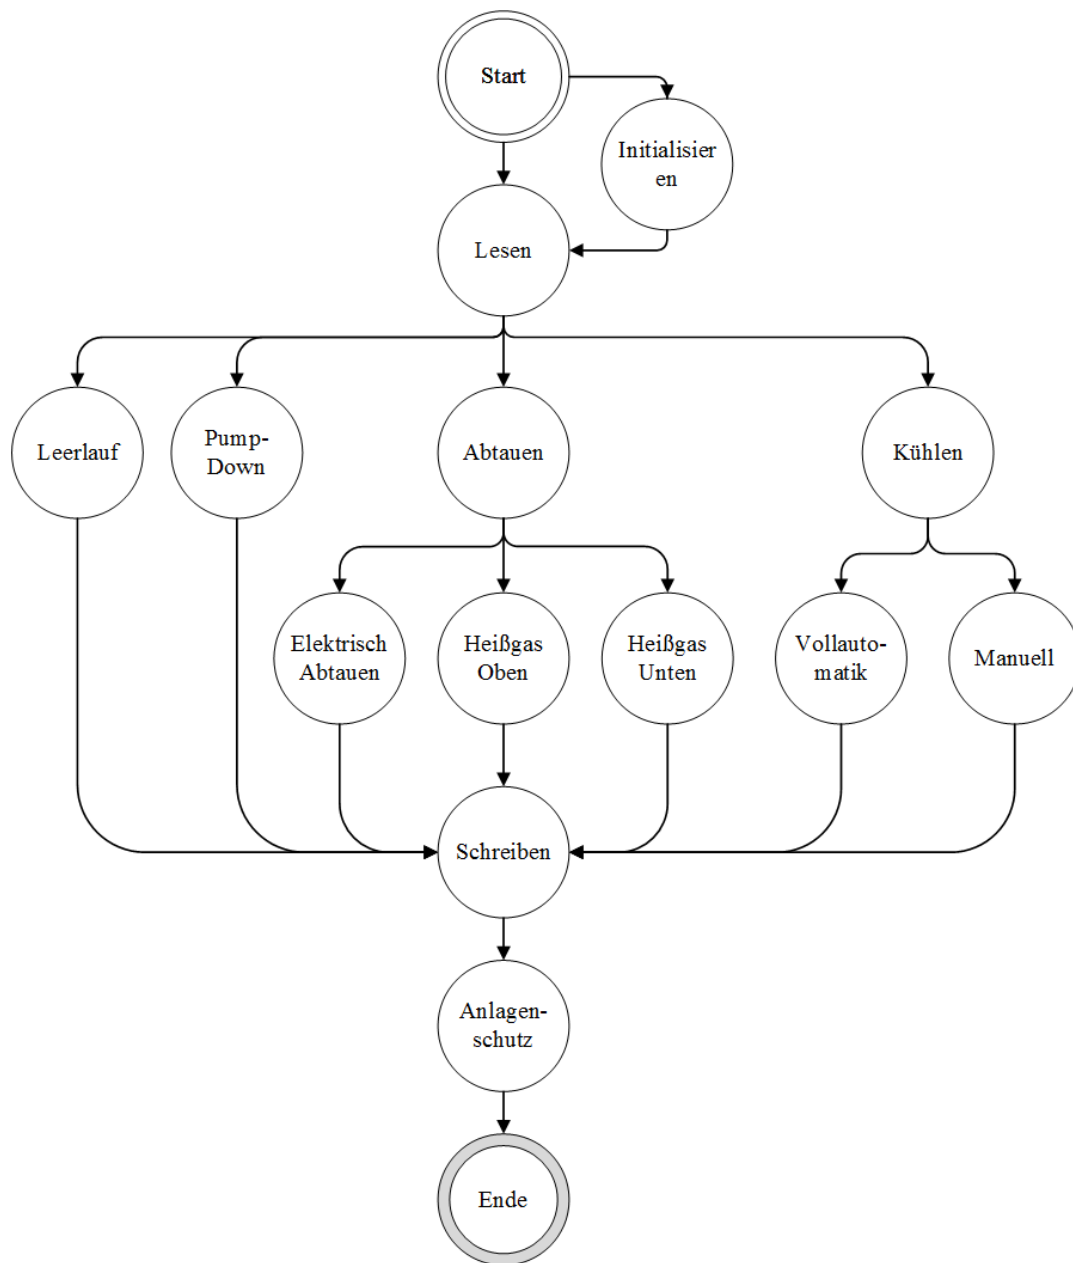 Start
Initialisier
en
Lesen
Leerlauf
Pump-
Down
Abtauen
Kühlen
Elektrisch
Abtauen
Heißgas
Oben
Heißgas
Unten
Vollauto-
matik
Manuell
Schreiben
Anlagen-
schutz
Ende